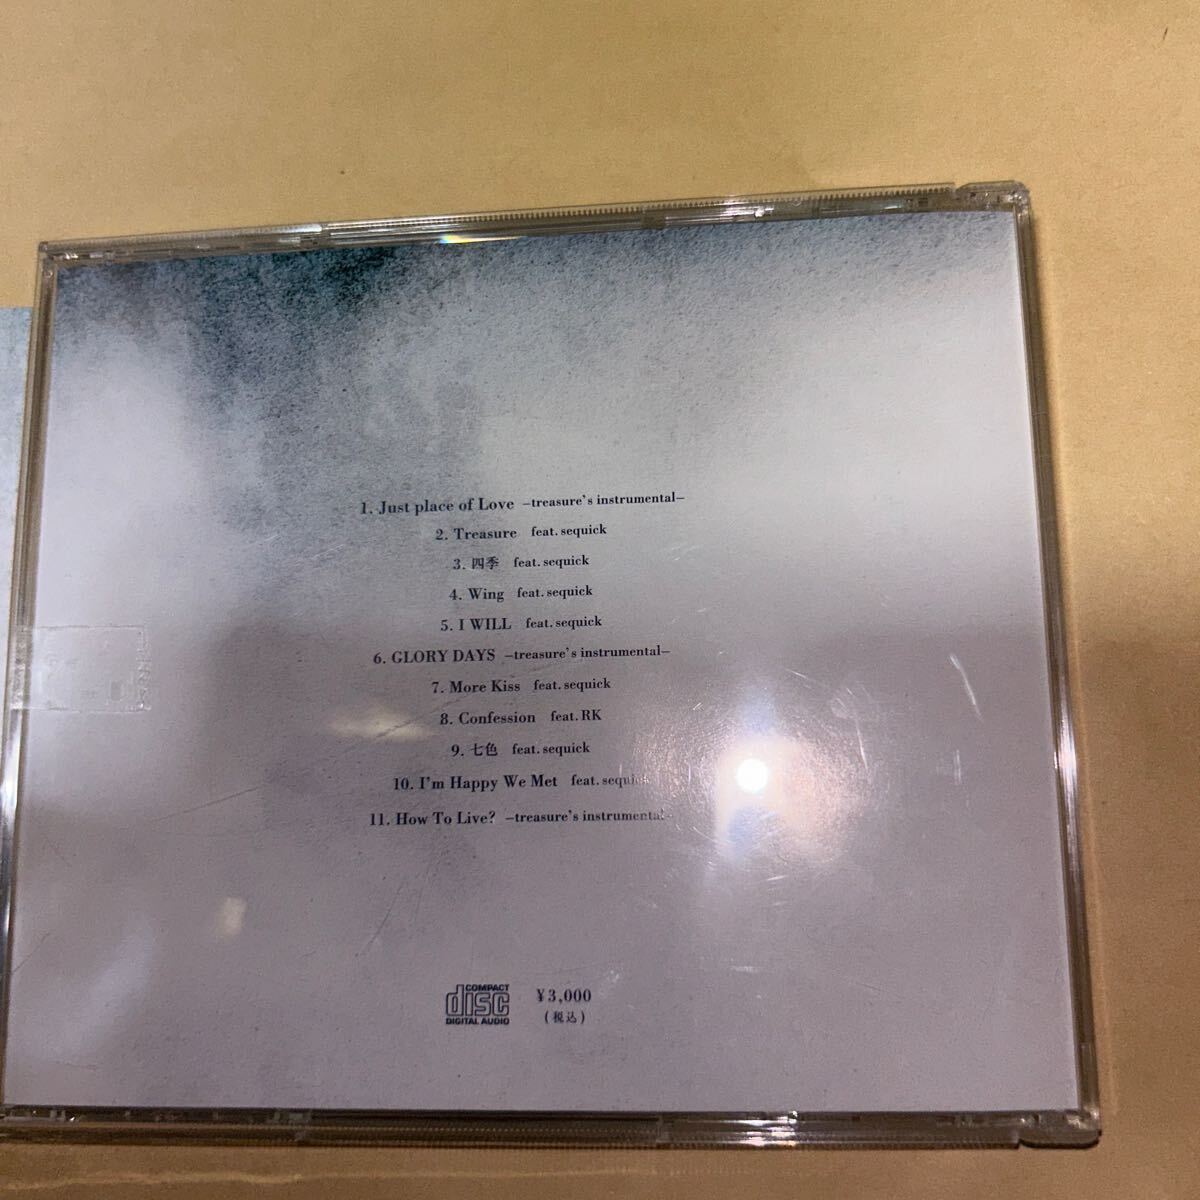 1. Just place of Love –treasure's instrumental–
2. Treasure feat. sequick
3. 四季 feat. sequick
4. Wing feat. sequick
5. I WILL feat. sequick
6. GLORY DAYS –treasure's instrumental–
7. More Kiss feat. sequick
8. Confession feat. RK
9. 七色 feat. sequick
10. I'm Happy We Met feat. sequick
11. How To Live? –treasure's instrumental–
COMPACT
disc
DIGITAL AUDIO
¥3,000
(税込)